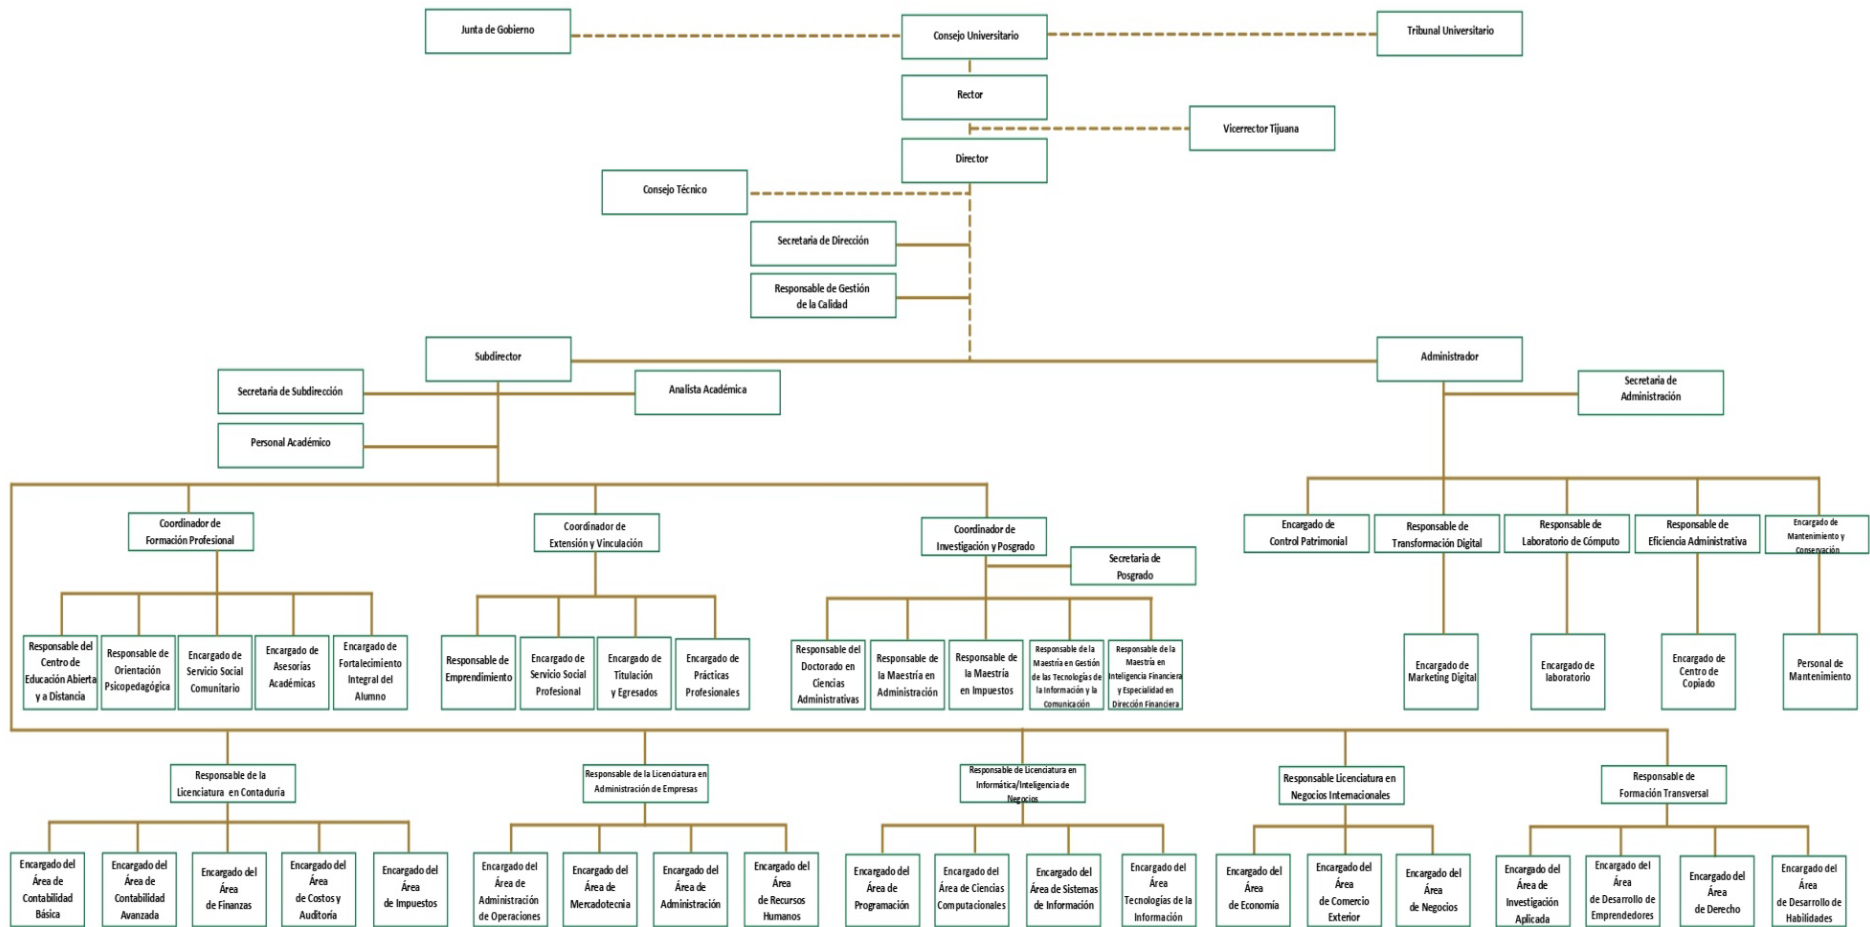 Junta de Gobierno
Consejo Universitario
Tribunal Universitario
Rector
Vicerrector Tijuana
Director
Consejo Técnico
Secretaria de Dirección
Responsable de Gestión
de la Calidad
Subdirector
Administrador
Secretaria de Subdirección
Analista Académica
Secretaria de
Administración
Personal Académico
Coordinador de
Formación Profesional
Coordinador de
Extensión y Vinculación
Coordinador de
Investigación y Posgrado
Secretaria de
Posgrado
Encargado de
Control Patrimonial
Responsable de
Transformación Digital
Responsable de
Laboratorio de Cómputo
Responsable de
Eficiencia Administrativa
Encargado de
Mantenimiento y
Conservación
Responsable del
Centro de
Educación Abierta
y a Distancia
Responsable de
Orientación
Psicopedagógica
Encargado de
Servicio Social
Comunitario
Encargado de
Asesorías
Académicas
Encargado de
Fortalecimiento
Integral del
Alumno
Responsable de
Emprendimiento
Encargado de
Servicio Social
Profesional
Encargado de
Titulación
y Egresados
Encargado de
Prácticas
Profesionales
Responsable del
Doctorado en
Ciencias
Administrativas
Responsable de
la Maestría en
Administración
Responsable de
la Maestría
en Impuestos
Responsable de la
Maestría en Gestión
de las Tecnologías de
la Información y la
Comunicación
Responsable de la
Maestría en
Inteligencia Financiera
y Especialidad en
Dirección Financiera
Encargado de
Marketing Digital
Encargado de
laboratorio
Encargado de
Centro de
Copiado
Personal de
Mantenimiento
Responsable de la
Licenciatura en Contaduría
Responsable de la Licenciatura en
Administración de Empresas
Responsable de Licenciatura en
Informática/Inteligencia de
Negocios
Responsable Licenciatura en
Negocios Internacionales
Responsable de
Formación Transversal
Encargado del
Área de
Contabilidad
Básica
Encargado del
Área de
Contabilidad
Avanzada
Encargado del
Área
de Finanzas
Encargado del
Área
de Costos y
Auditoría
Encargado del
Área
de Impuestos
Encargado del
Área de
Administración
de Operaciones
Encargado del
Área de
Mercadotecnia
Encargado del
Área de
Administración
Encargado del
Área
de Recursos
Humanos
Encargado del
Área de
Programación
Encargado del
Área de Ciencias
Computacionales
Encargado del
Área de Sistemas
de Información
Encargado del
Área
Tecnologías de la
Información
Encargado del
Área
de Economía
Encargado del
Área
de Comercio
Exterior
Encargado del
Área
de Negocios
Encargado del
Área de
Investigación
Aplicada
Encargado del
Área
de Desarrollo de
Emprendedores
Encargado del
Área
de Derecho
Encargado del
Área
de Desarrollo de
Habilidades